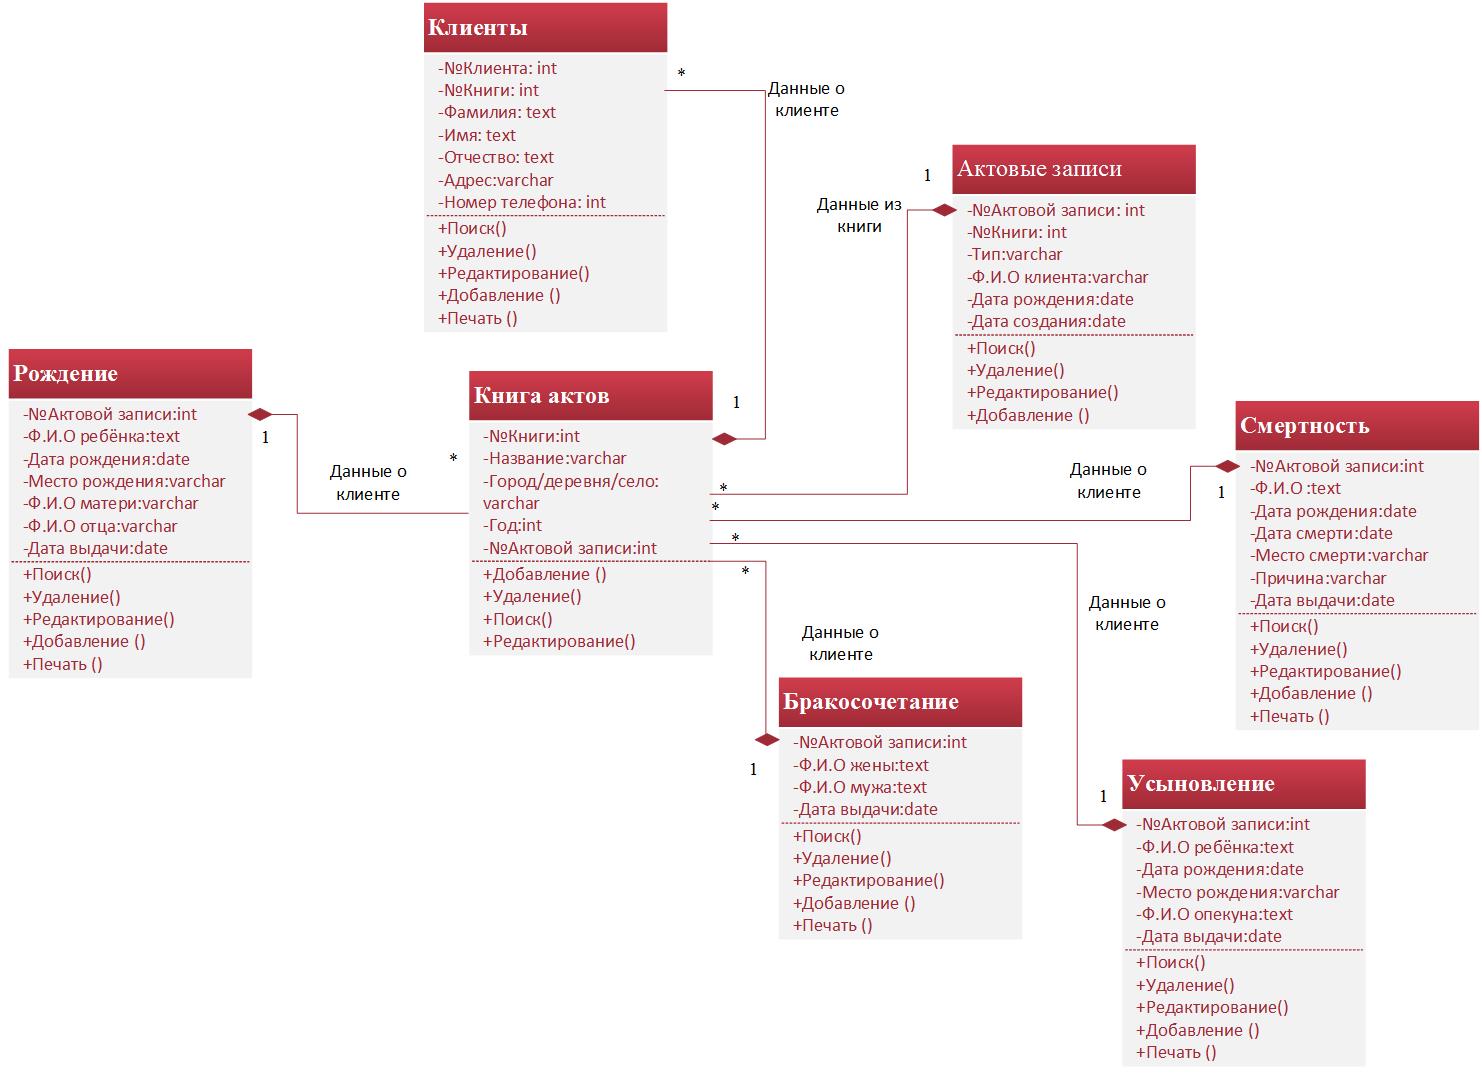 Клиенты
-№Клиента: int
-№Книги: int
-Фамилия: text
-Имя: text
-Отчество: text
-Адрес:varchar
-Номер телефона: int
+Поиск()
+Удаление()
+Редактирование()
+Добавление ()
+Печать ()
*
Данные о
клиенте
1
Данные из
книги
Актовые записи
-№Актовой записи: int
-№Книги: int
-Тип:varchar
-Ф.И.О клиента:varchar
-Дата рождения:date
-Дата создания:date
+Поиск()
+Удаление()
+Редактирование()
+Добавление ()
Рождение
-№Актовой записи:int
-Ф.И.О ребёнка:text
-Дата рождения:date
-Место рождения:varchar
-Ф.И.О матери:varchar
-Ф.И.О отца:varchar
-Дата выдачи:date
+Поиск()
+Удаление()
+Редактирование()
+Добавление ()
+Печать ()
1
Данные о
клиенте
*
Книга актов
-№Книги:int
-Название:varchar
-Город/деревня/село:
varchar
-Год:int
-№Актовой записи:int
+Добавление ()
+Удаление()
+Поиск()
+Редактирование()
1
*
*
*
*
Данные о
клиенте
1
Смертность
-№Актовой записи:int
-Ф.И.О :text
-Дата рождения:date
-Дата смерти:date
-Место смерти:varchar
-Причина:varchar
-Дата выдачи:date
+Поиск()
+Удаление()
+Редактирование()
+Добавление ()
+Печать ()
Данные о
клиенте
Данные о
клиенте
1
Бракосочетание
-№Актовой записи:int
-Ф.И.О жены:text
-Ф.И.О мужа:text
-Дата выдачи:date
+Поиск()
+Удаление()
+Редактирование()
+Добавление ()
+Печать ()
1
Усыновление
-№Актовой записи:int
-Ф.И.О ребёнка:text
-Дата рождения:date
-Место рождения:varchar
-Ф.И.О опекуна:text
-Дата выдачи:date
+Поиск()
+Удаление()
+Редактирование()
+Добавление ()
+Печать ()